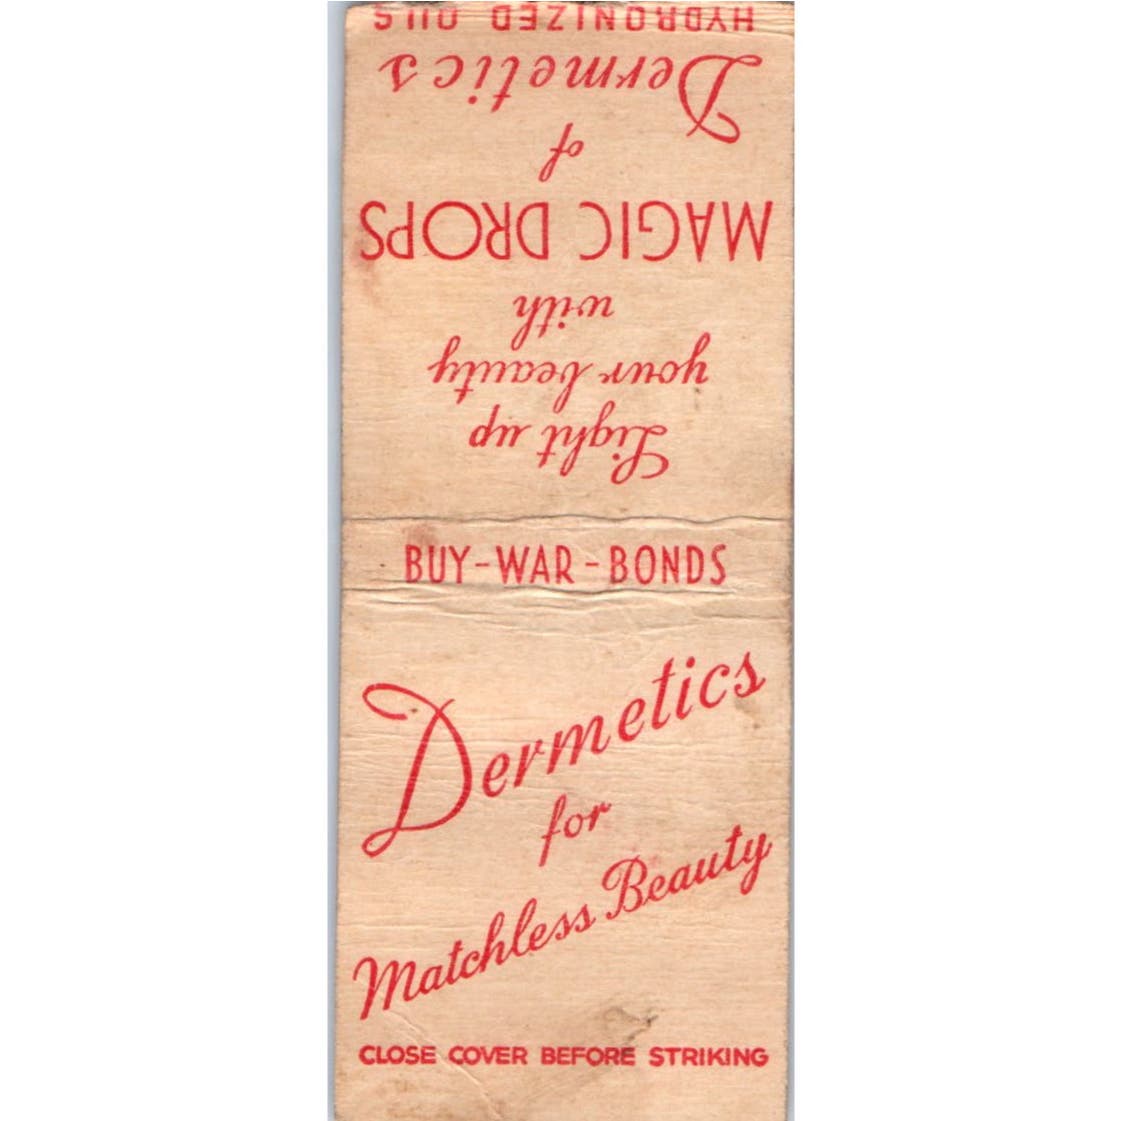 Light up
your beauty
with
MAGIC DROPS
of
Dermetics
HYDRONIZED OILS
BUY-WAR-BONDS
Dermetics
for
Matchless Beauty
CLOSE COVER BEFORE STRIKING